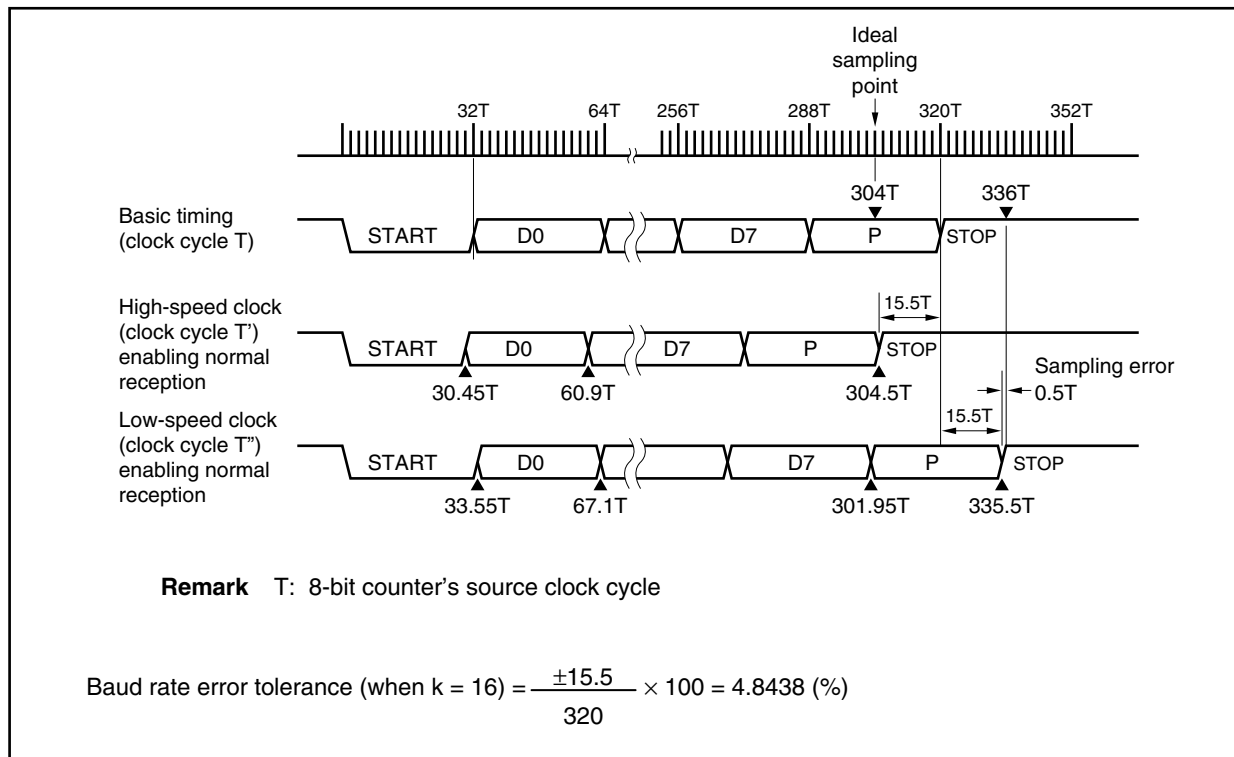 Ideal
sampling
point
32T 64T 256T 288T 320T 352T
304T 336T
Basic timing
(clock cycle T)
START D0 D7 P STOP
High-speed clock
(clock cycle T')
enabling normal
reception
15.5T
START D0 D7 P STOP
30.45T 60.9T 304.5T
Sampling error
0.5T
15.5T
Low-speed clock
(clock cycle T")
enabling normal
reception
START D0 D7 P STOP
33.55T 67.1T 301.95T 335.5T
Remark T: 8-bit counter's source clock cycle
Baud rate error tolerance (when k = 16) = ±15.5 / 320 × 100 = 4.8438 (%)